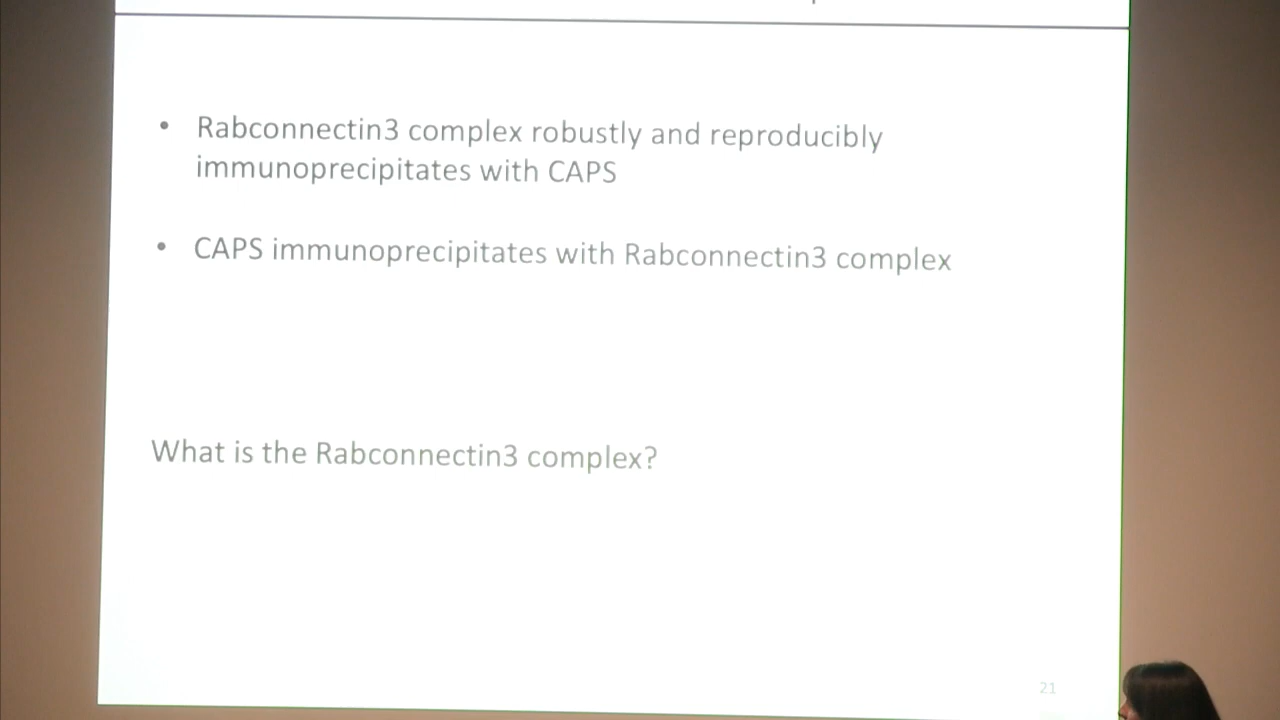 • Rabconnectin3 complex robustly and reproducibly
immunoprecipitates with CAPS
• CAPS immunoprecipitates with Rabconnectin3 complex
What is the Rabconnectin3 complex?
21